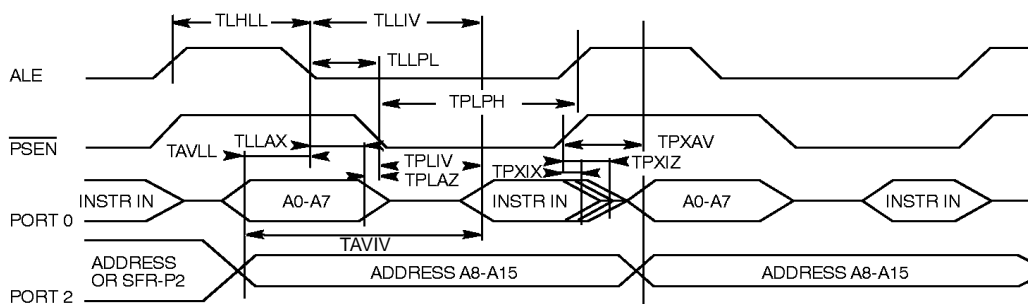 TLHLL
TLLIV
TLLPL
ALE
TPLPH
PSEN
TLLAX
TAVLL
TPXAV
TPLIV
TPXIZ
TPLAZ
TPXIX
INSTR IN
A0-A7
INSTR IN
A0-A7
INSTR IN
PORT 0
TAVIV
ADDRESS
OR SFR-P2
ADDRESS A8-A15
ADDRESS A8-A15
PORT 2